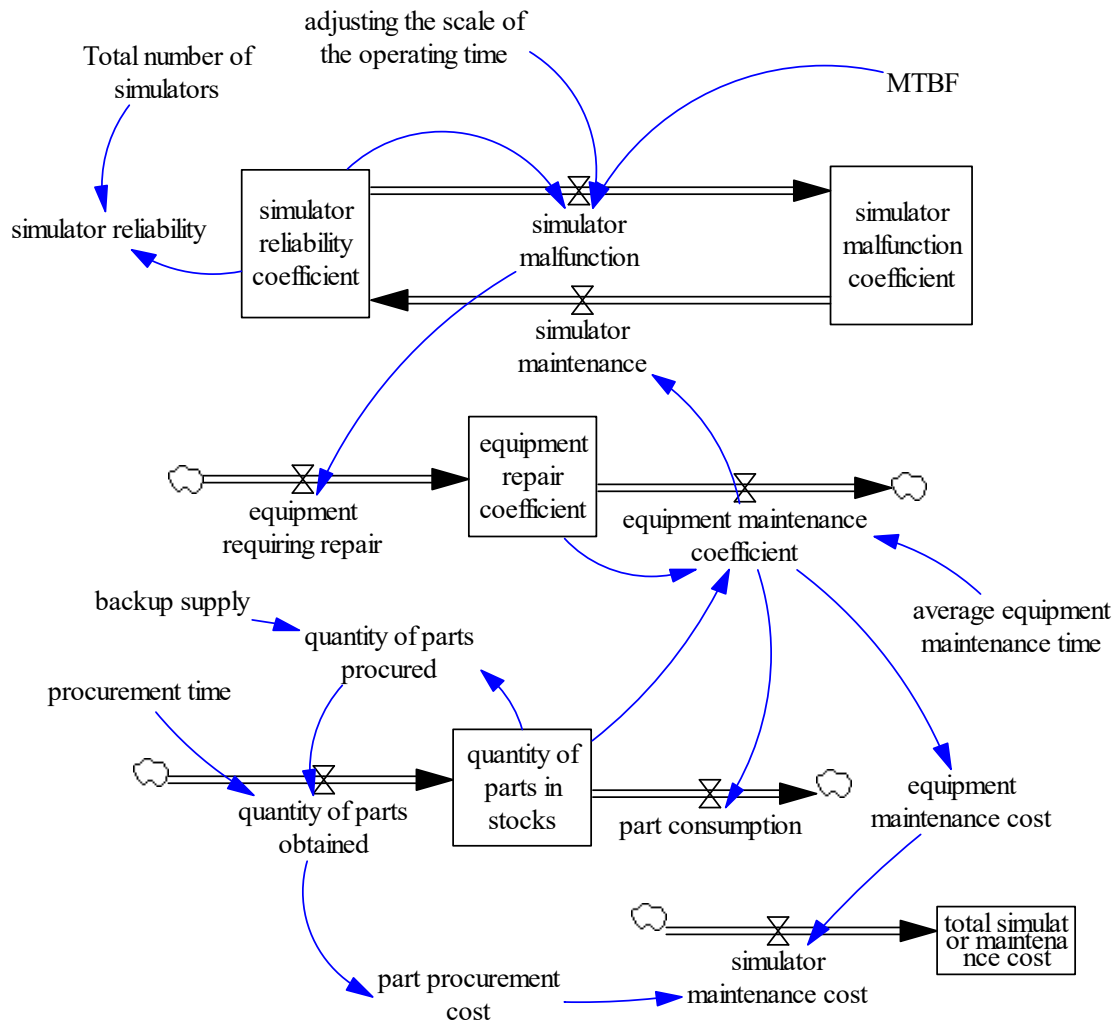 adjusting the scale of
the operating time
Total number of
simulators
MTBF
simulator reliability
simulator
reliability
coefficient
simulator
malfunction
simulator
malfunction
coefficient
simulator
maintenance
equipment
repair
coefficient
equipment
requiring repair
equipment maintenance
coefficient
backup supply
quantity of parts
procured
average equipment
maintenance time
procurement time
quantity of parts
obtained
quantity of
parts in
stocks
part consumption
equipment
maintenance cost
total simulat
or maintena
nce cost
simulator
maintenance cost
part procurement
cost